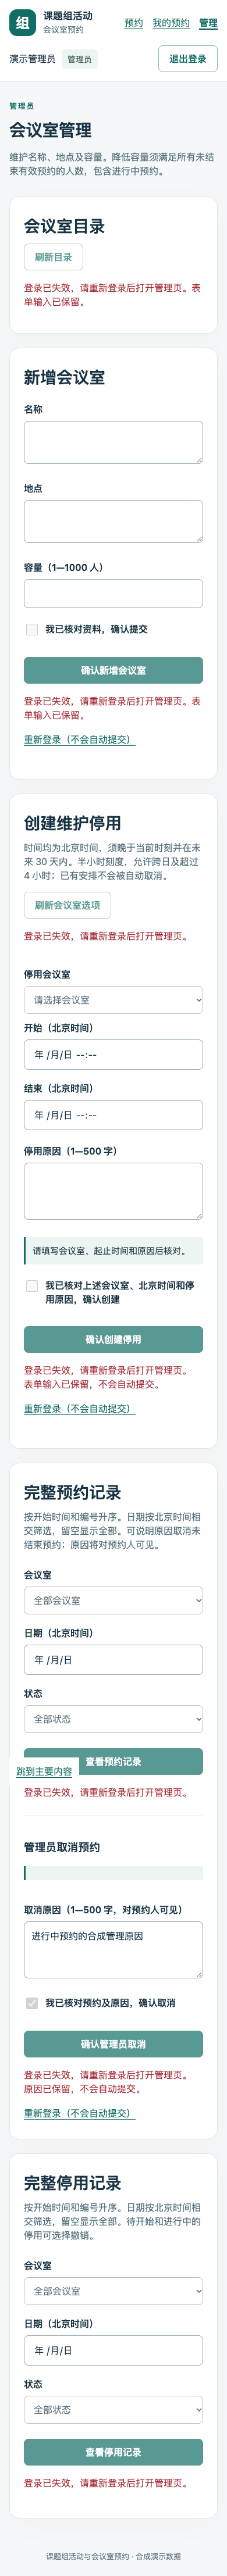 组
课题组活动
会议室预约
预约 我的预约 管理
演示管理员 管理员
退出登录
管理员
会议室管理
维护名称、地点及容量。降低容量须满足所有未结
束有效预约的人数，包含进行中预约。
会议室目录
刷新目录
登录已失效，请重新登录后打开管理页。表
单输入已保留。
新增会议室
名称
地点
容量（1—1000 人）
我已核对资料，确认提交
确认新增会议室
登录已失效，请重新登录后打开管理页。表
单输入已保留。
重新登录（不会自动提交）
创建维护停用
时间均为北京时间，须晚于当前时刻并在未
来 30 天内。半小时刻度，允许跨日及超过
4 小时；已有安排不会被自动取消。
刷新会议室选项
登录已失效，请重新登录后打开管理页。
停用会议室
请选择会议室
开始（北京时间）
年 /月/日 --:--
结束（北京时间）
年 /月/日 --:--
停用原因（1—500 字）
请填写会议室、起止时间和原因后核对。
我已核对上述会议室、北京时间和停
用原因，确认创建
确认创建停用
登录已失效，请重新登录后打开管理页。
表单输入已保留，不会自动提交。
重新登录（不会自动提交）
完整预约记录
按开始时间和编号升序。日期按北京时间相
交筛选，留空显示全部。可说明原因取消未
结束预约；原因将对预约人可见。
会议室
全部会议室
日期（北京时间）
年 /月/日
状态
全部状态
查看预约记录
跳到主要内容
登录已失效，请重新登录后打开管理页。
管理员取消预约
取消原因（1—500 字，对预约人可见）
进行中预约的合成管理原因
我已核对预约及原因，确认取消
确认管理员取消
登录已失效，请重新登录后打开管理页。
原因已保留，不会自动提交。
重新登录（不会自动提交）
完整停用记录
按开始时间和编号升序。日期按北京时间相
交筛选，留空显示全部。待开始和进行中的
停用可选择撤销。
会议室
全部会议室
日期（北京时间）
年 /月/日
状态
全部状态
查看停用记录
登录已失效，请重新登录后打开管理页。
课题组活动与会议室预约 · 合成演示数据